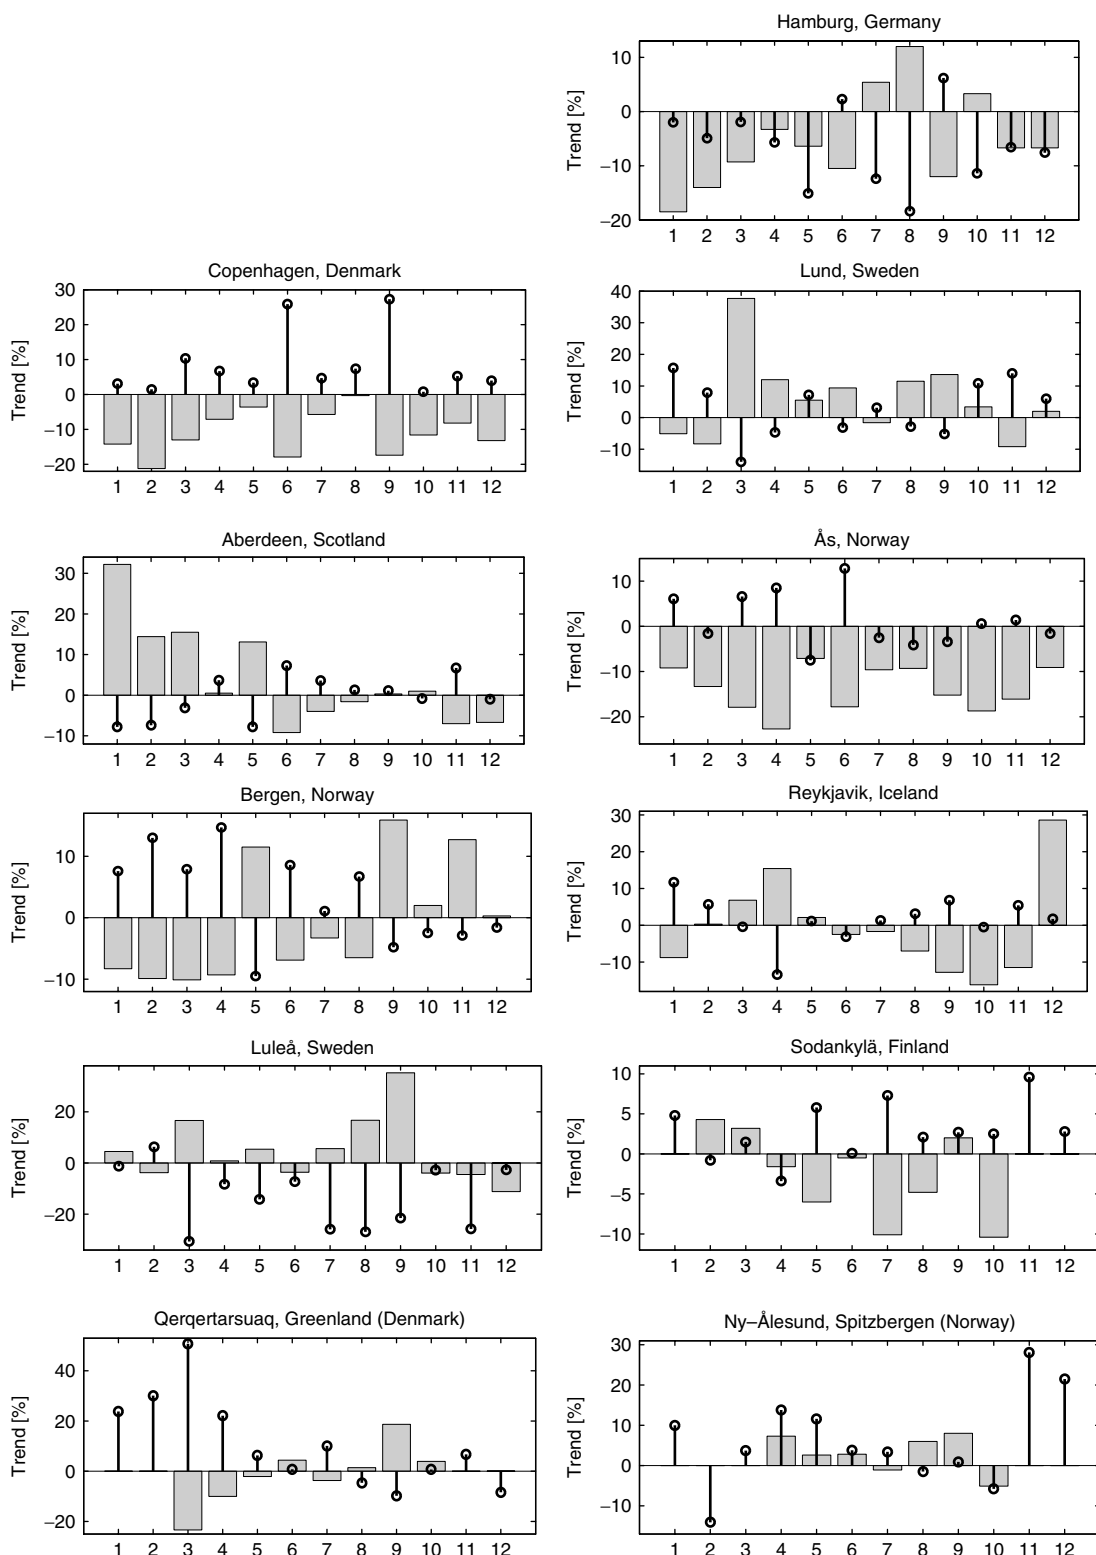 Hamburg, Germany
Trend [%]
10
0
−10
−20
1 2 3 4 5 6 7 8 9 10 11 12
Copenhagen, Denmark
Trend [%]
30
20
10
0
−10
−20
1 2 3 4 5 6 7 8 9 10 11 12
Lund, Sweden
Trend [%]
40
30
20
10
0
−10
1 2 3 4 5 6 7 8 9 10 11 12
Aberdeen, Scotland
Trend [%]
30
20
10
0
−10
1 2 3 4 5 6 7 8 9 10 11 12
Ås, Norway
Trend [%]
10
0
−10
−20
1 2 3 4 5 6 7 8 9 10 11 12
Bergen, Norway
Trend [%]
10
0
−10
1 2 3 4 5 6 7 8 9 10 11 12
Reykjavik, Iceland
Trend [%]
30
20
10
0
−10
1 2 3 4 5 6 7 8 9 10 11 12
Luleå, Sweden
Trend [%]
20
0
−20
1 2 3 4 5 6 7 8 9 10 11 12
Sodankylä, Finland
Trend [%]
10
5
0
−5
−10
1 2 3 4 5 6 7 8 9 10 11 12
Qerqertarsuaq, Greenland (Denmark)
Trend [%]
40
20
0
−20
1 2 3 4 5 6 7 8 9 10 11 12
Ny−Ålesund, Spitzbergen (Norway)
Trend [%]
30
20
10
0
−10
1 2 3 4 5 6 7 8 9 10 11 12